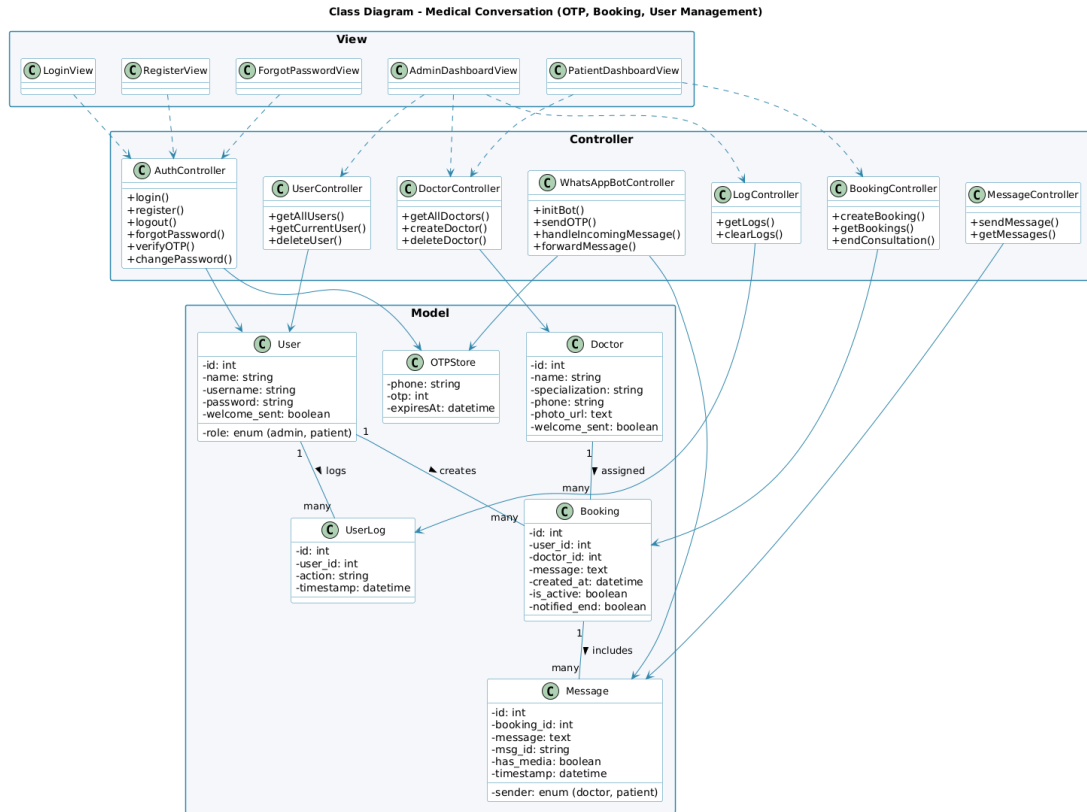 Class Diagram - Medical Conversation (OTP, Booking, User Management)
View
C LoginView
C RegisterView
C ForgotPasswordView
C AdminDashboardView
C PatientDashboardView
Controller
C AuthController
+login()
+register()
+logout()
+forgotPassword()
+verifyOTP()
+changePassword()
C UserController
+getAllUsers()
+getCurrentUser()
+deleteUser()
C DoctorController
+getAllDoctors()
+createDoctor()
+deleteDoctor()
C WhatsAppBotController
+initBot()
+sendOTP()
+handleIncomingMessage()
+forwardMessage()
C LogController
+getLogs()
+clearLogs()
C BookingController
+createBooking()
+getBookings()
+endConsultation()
C MessageController
+sendMessage()
+getMessages()
Model
C User
-id: int
-name: string
-username: string
-password: string
-welcome_sent: boolean
-role: enum (admin, patient)
C OTPStore
-phone: string
-otp: int
-expiresAt: datetime
C Doctor
-id: int
-name: string
-specialization: string
-phone: string
-photo_url: text
-welcome_sent: boolean
1
logs
many
1
creates
many
1
assigned
many
C UserLog
-id: int
-user_id: int
-action: string
-timestamp: datetime
C Booking
-id: int
-user_id: int
-doctor_id: int
-message: text
-created_at: datetime
-is_active: boolean
-notified_end: boolean
1
includes
many
C Message
-id: int
-booking_id: int
-message: text
-msg_id: string
-has_media: boolean
-timestamp: datetime
-sender: enum (doctor, patient)